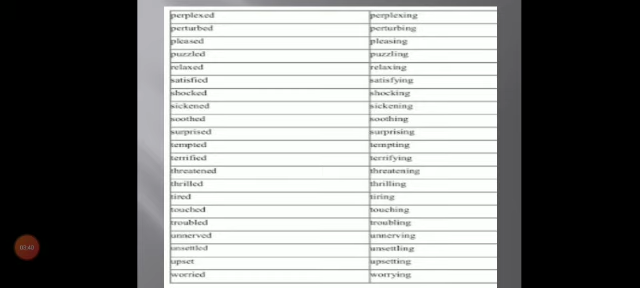 perplexed perplexing
perturbed perturbing
pleased pleasing
puzzled puzzling
relaxed relaxing
satisfied satisfying
shocked shocking
sickened sickening
soothed soothing
surprised surprising
tempted tempting
terrified terrifying
threatened threatening
thrilled thrilling
tired tiring
touched touching
troubled troubling
unnerved unnerving
unsettled unsettling
upset upsetting
worried worrying
03:40